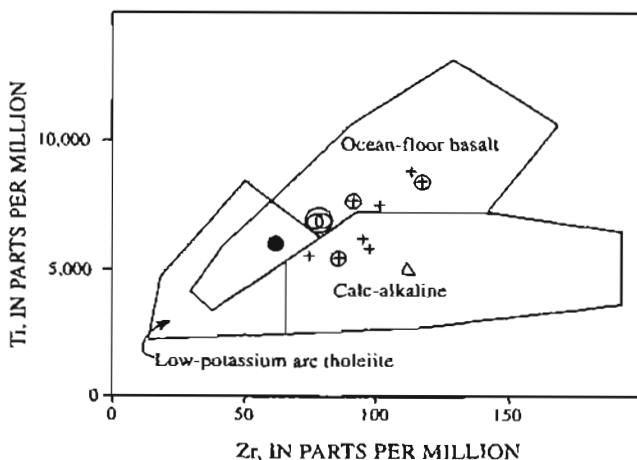 Ti, IN PARTS PER MILLION
10,000
5,000
0
Ocean-floor basalt
Calc-alkaline
Low-potassium arc tholeiite
0
50
100
150
Zr, IN PARTS PER MILLION